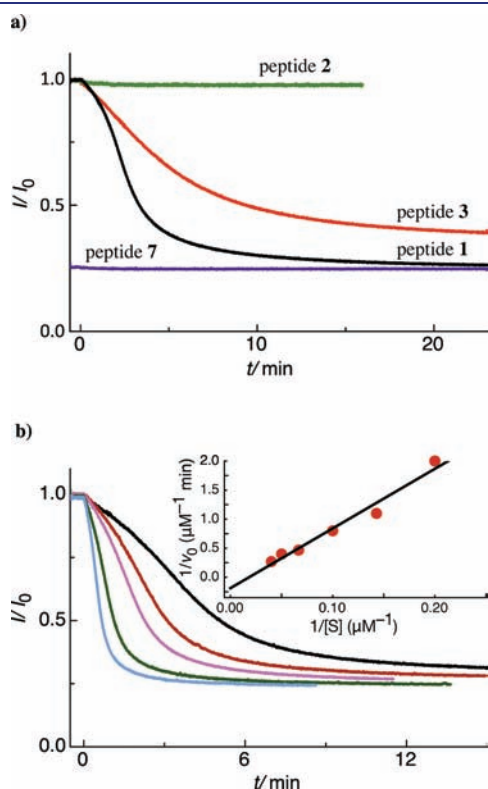 a)
peptide 2
1.0
I/I0
0.5
peptide 3
peptide 7
peptide 1
0.0
0 10 20
t/min
b)
2.0
1.5
1.0
0.5
0.0
1/v0 (μM−1 min)
0.00 0.10 0.20
1/[S] (μM−1)
1.0
I/I0
0.5
0.0
0 6 12
t/min